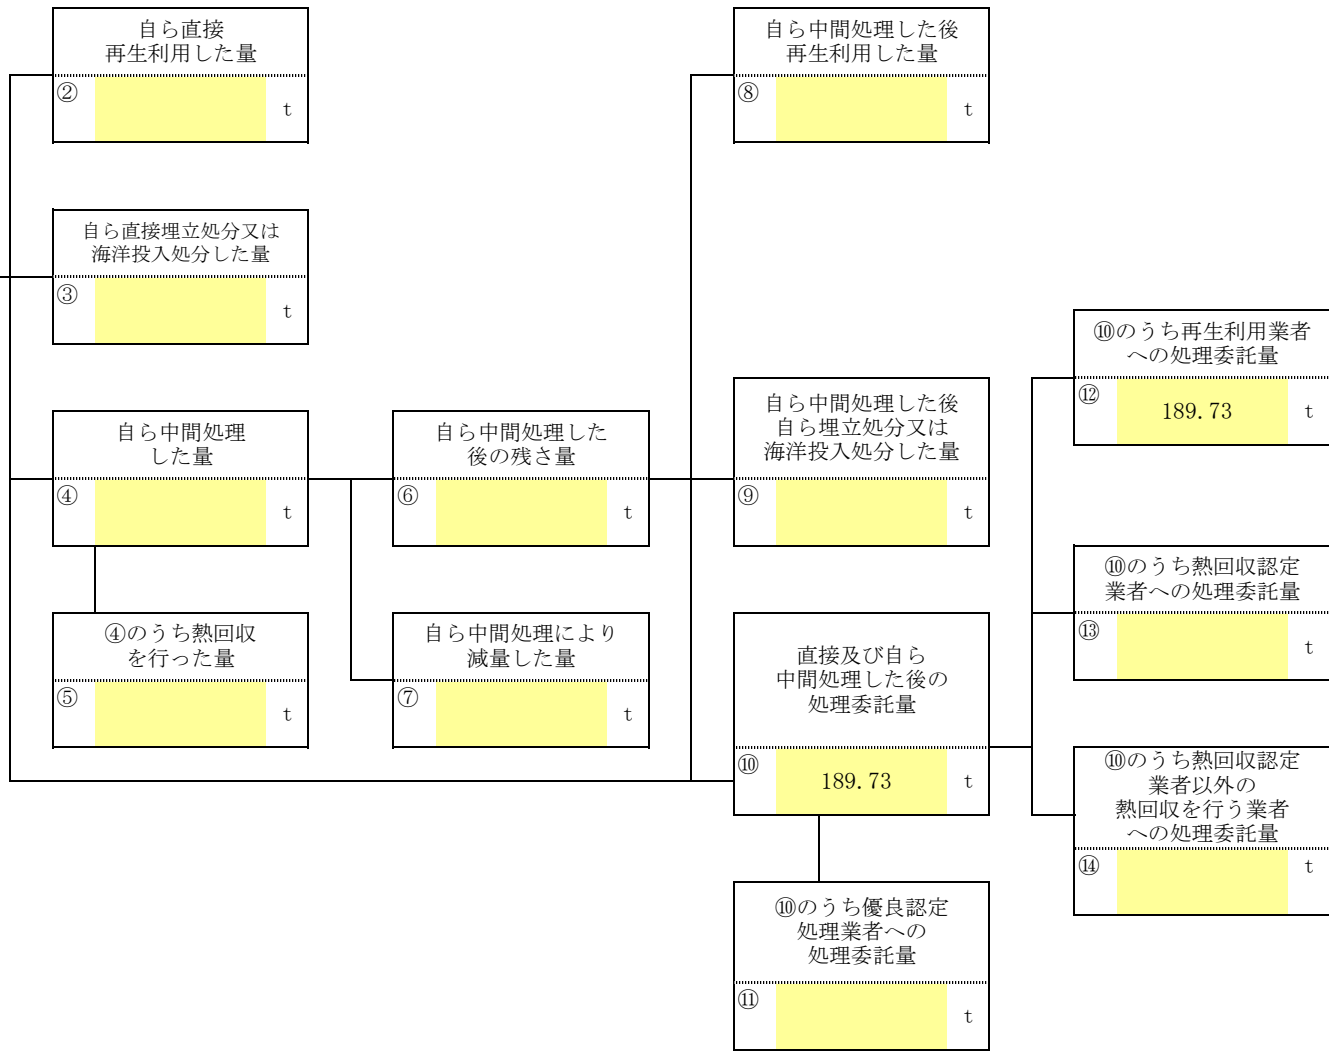 自ら直接
再生利用した量
②
t
自ら中間処理した後
再生利用した量
⑧
t
自ら直接埋立処分又は
海洋投入処分した量
③
t
⑩のうち再生利用業者
への処理委託量
⑫
189.73
t
自ら中間処理
した量
④
t
自ら中間処理した
後の残さ量
⑥
t
自ら中間処理した後
自ら埋立処分又は
海洋投入処分した量
⑨
t
⑩のうち熱回収認定
業者への処理委託量
⑬
t
④のうち熱回収
を行った量
⑤
t
自ら中間処理により
減量した量
⑦
t
直接及び自ら
中間処理した後の
処理委託量
⑩
189.73
t
⑩のうち熱回収認定
業者以外の
熱回収を行う業者
への処理委託量
⑭
t
⑩のうち優良認定
処理業者への
処理委託量
⑪
t